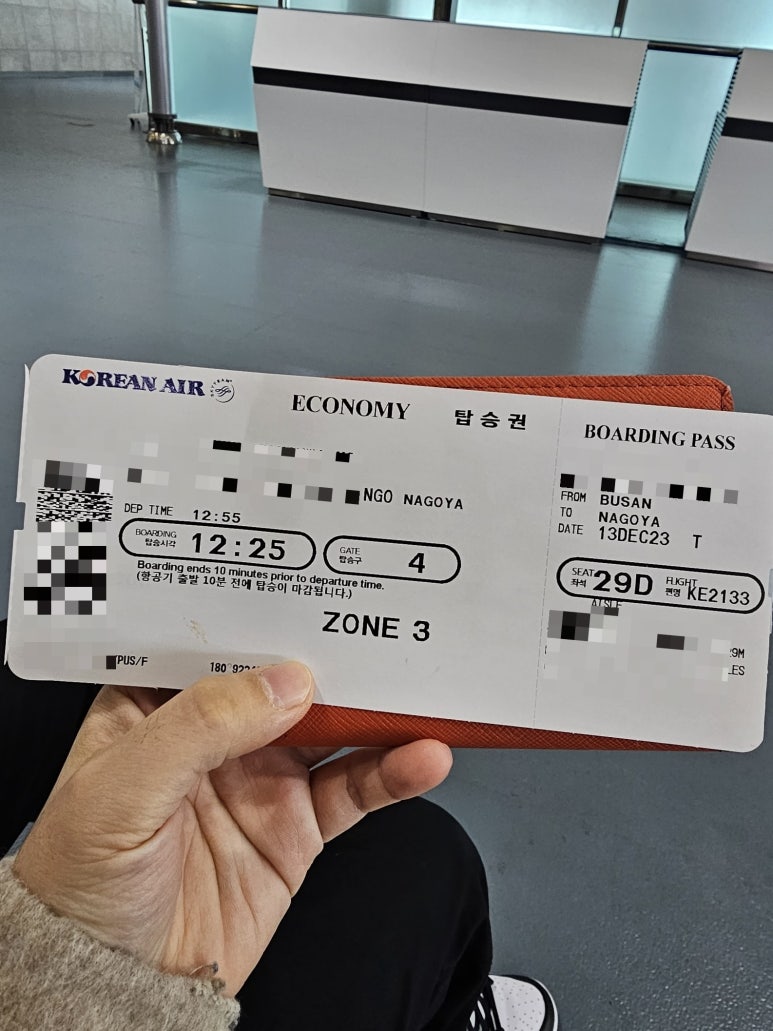 KOREAN AIR
ECONOMY 탑승권
NGO NAGOYA
DEP TIME 12:55
BOARDING
탑승시각
12:25
GATE
탑승구
4
Boarding ends 10 minutes prior to departure time.
(항공기 출발 10분 전에 탑승이 마감됩니다.)
ZONE 3
PUS/F
BOARDING PASS
FROM BUSAN
TO NAGOYA
DATE 13DEC23 T
SEAT
좌석
29D
FLIGHT
편명
KE2133
AISLE